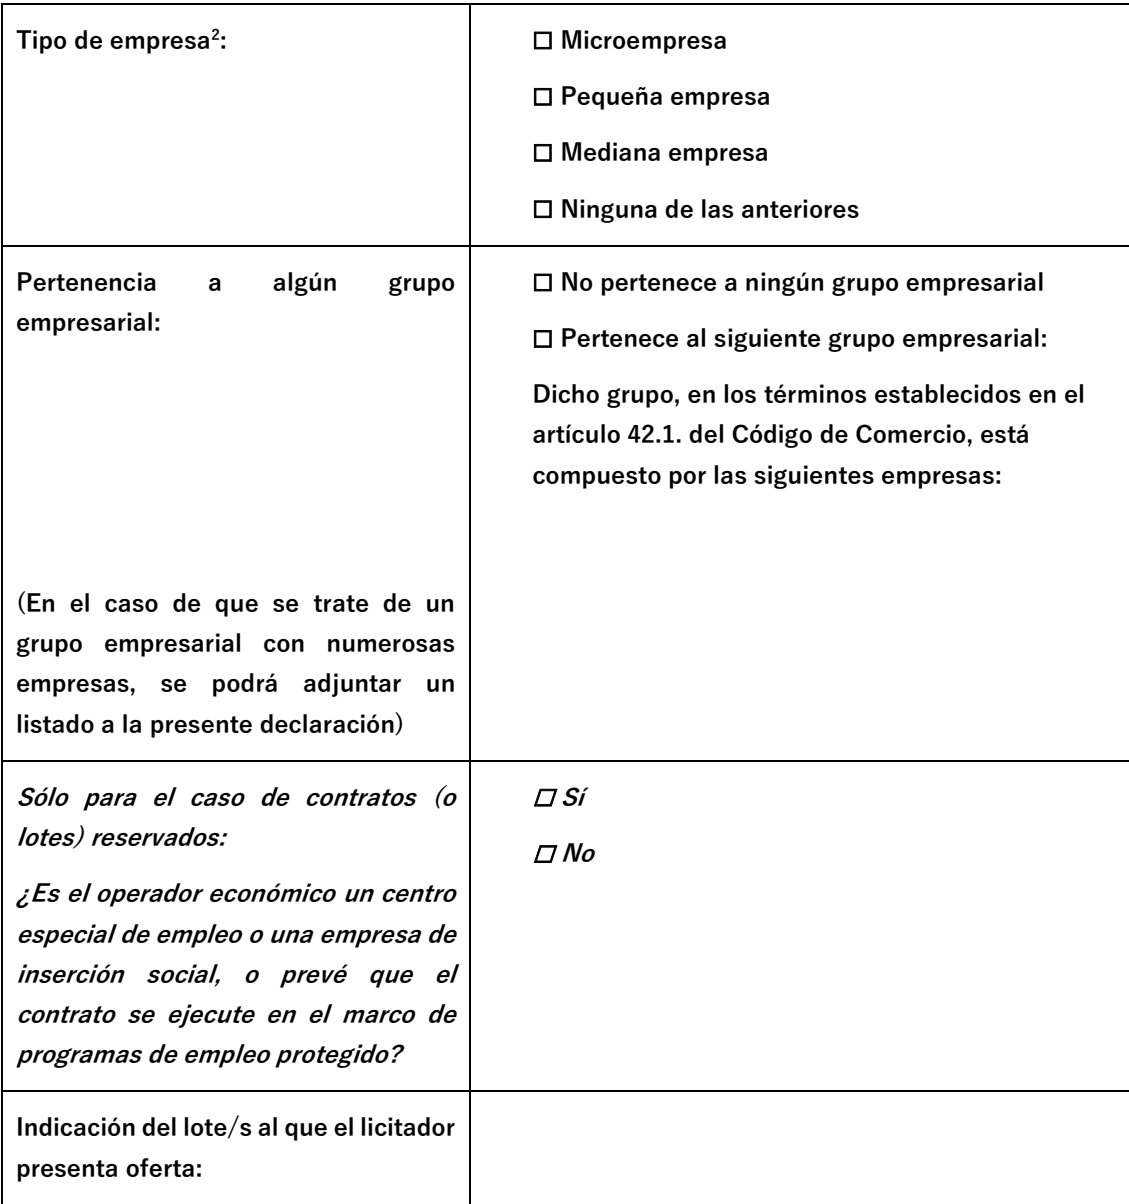 Tipo de empresa²:
☐ Microempresa
☐ Pequeña empresa
☐ Mediana empresa
☐ Ninguna de las anteriores
Pertenencia a algún grupo
empresarial:
(En el caso de que se trate de un
grupo empresarial con numerosas
empresas, se podrá adjuntar un
listado a la presente declaración)
☐ No pertenece a ningún grupo empresarial
☐ Pertenece al siguiente grupo empresarial:
Dicho grupo, en los términos establecidos en el
artículo 42.1. del Código de Comercio, está
compuesto por las siguientes empresas:
Sólo para el caso de contratos (o
lotes) reservados:
¿Es el operador económico un centro
especial de empleo o una empresa de
inserción social, o prevé que el
contrato se ejecute en el marco de
programas de empleo protegido?
☐ Sí
☐ No
Indicación del lote/s al que el licitador
presenta oferta: